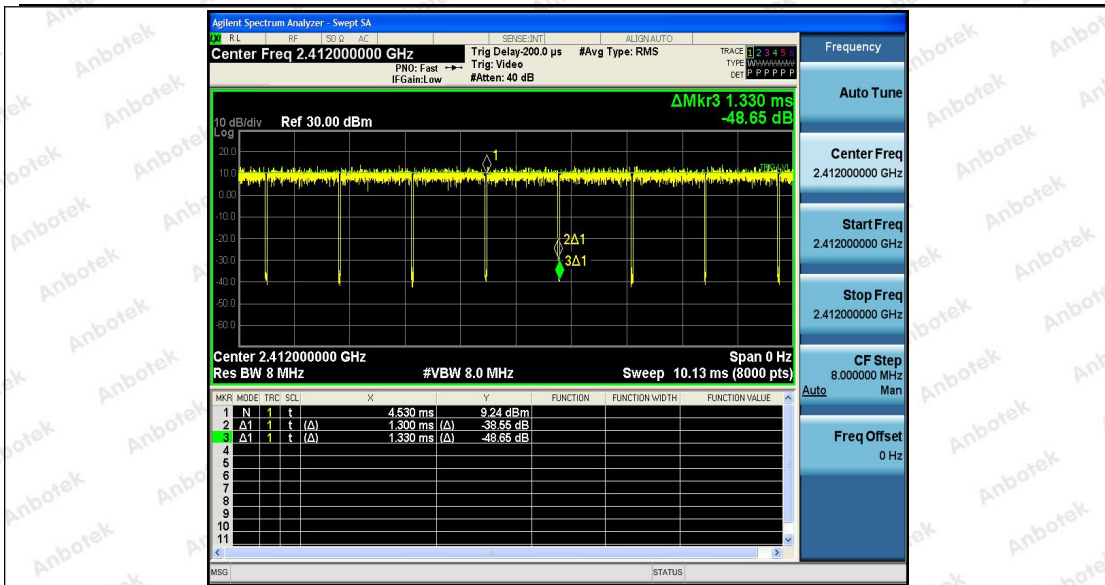 Agilent Spectrum Analyzer - Swept SA
RL RF 50 Ω AC SENSE:INT ALIGNAUTO
Center Freq 2.412000000 GHz
PNO: Fast
IFGain:Low
Trig Delay-200.0 µs
Trig: Video
#Atten: 40 dB
#Avg Type: RMS
TRACE 1 2 3 4 5 6
TYPE WWWWWW
DET P P P P P P
ΔMkr3 1.330 ms
-48.65 dB
10 dB/div Ref 30.00 dBm
Log
20.0
10.0
0.00
-10.0
-20.0
-30.0
-40.0
-50.0
-60.0
1
TRIG LVL
2Δ1
3Δ1
Center 2.412000000 GHz Span 0 Hz
Res BW 8 MHz #VBW 8.0 MHz Sweep 10.13 ms (8000 pts)
MKR MODE TRC SCL X Y FUNCTION FUNCTION WIDTH FUNCTION VALUE
1 N 1 t 4.530 ms 9.24 dBm
2 Δ1 1 t (Δ) 1.300 ms (Δ) -38.55 dB
3 Δ1 1 t (Δ) 1.330 ms (Δ) -48.65 dB
4
5
6
7
8
9
10
11
MSG STATUS
Frequency
Auto Tune
Center Freq
2.412000000 GHz
Start Freq
2.412000000 GHz
Stop Freq
2.412000000 GHz
CF Step
8.000000 MHz
Auto Man
Freq Offset
0 Hz
Anbotek